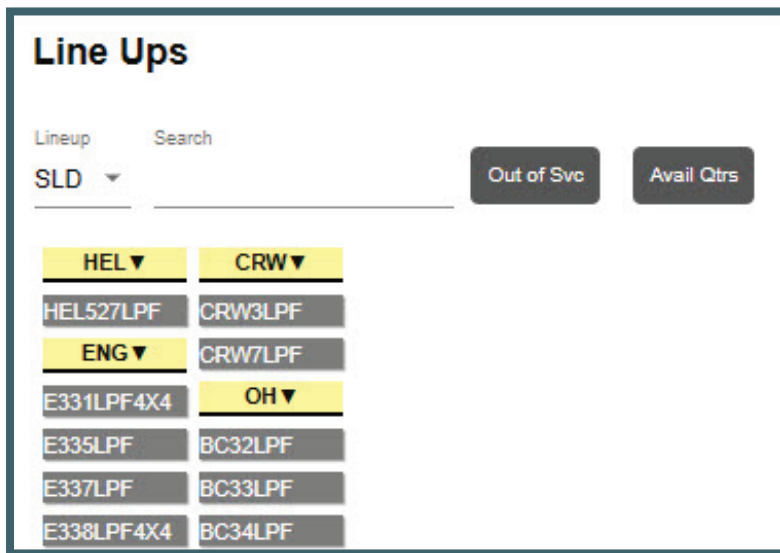 Line Ups
Lineup Search
SLD Out of Svc Avail Qtrs
HEL▼ CRW▼
HEL527LPF CRW3LPF
ENG▼ CRW7LPF
E331LPF4X4 OH▼
E335LPF BC32LPF
E337LPF BC33LPF
E338LPF4X4 BC34LPF